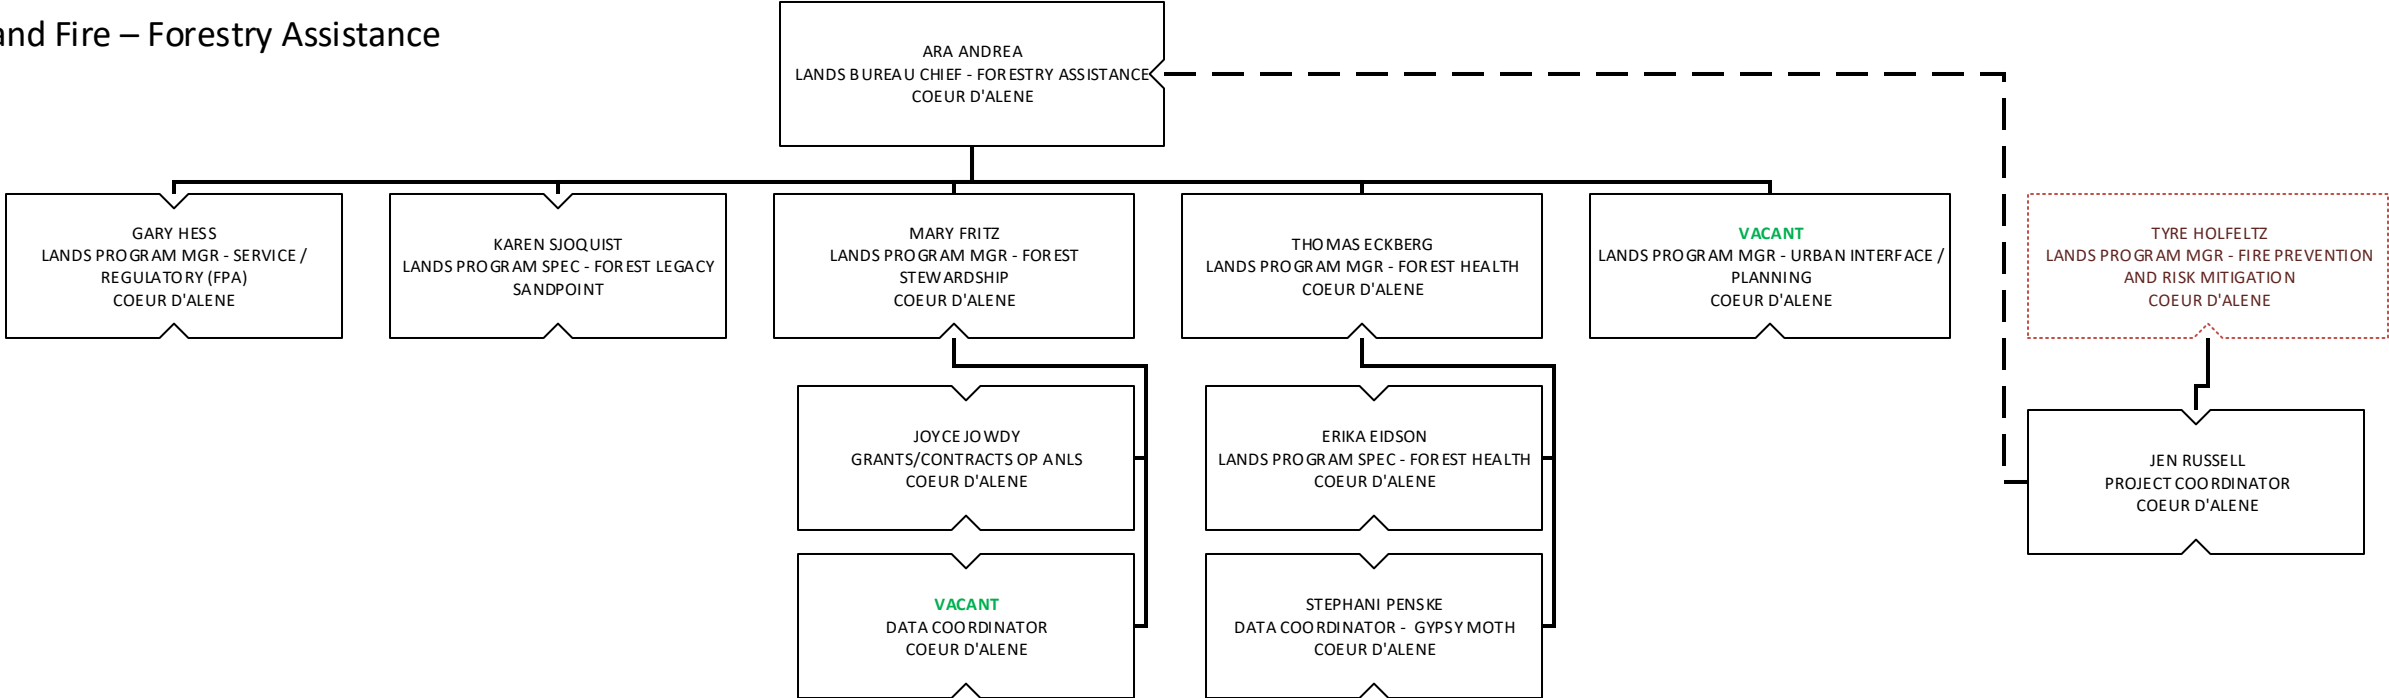 and Fire – Forestry Assistance
ARA ANDREA
LANDS BUREAU CHIEF - FORESTRY ASSISTANCE
COEUR D'ALENE
GARY HESS
LANDS PROGRAM MGR - SERVICE /
REGULATORY (FPA)
COEUR D'ALENE
KAREN SJOQUIST
LANDS PROGRAM SPEC - FOREST LEGACY
SANDPOINT
MARY FRITZ
LANDS PROGRAM MGR - FOREST
STEWARDSHIP
COEUR D'ALENE
THOMAS ECKBERG
LANDS PROGRAM MGR - FOREST HEALTH
COEUR D'ALENE
VACANT
LANDS PROGRAM MGR - URBAN INTERFACE /
PLANNING
COEUR D'ALENE
TYRE HOLFELTZ
LANDS PROGRAM MGR - FIRE PREVENTION
AND RISK MITIGATION
COEUR D'ALENE
JOYCE JOWDY
GRANTS/CONTRACTS OP ANLS
COEUR D'ALENE
ERIKA EIDSON
LANDS PROGRAM SPEC - FOREST HEALTH
COEUR D'ALENE
JEN RUSSELL
PROJECT COORDINATOR
COEUR D'ALENE
VACANT
DATA COORDINATOR
COEUR D'ALENE
STEPHANI PENSKE
DATA COORDINATOR - GYPSY MOTH
COEUR D'ALENE